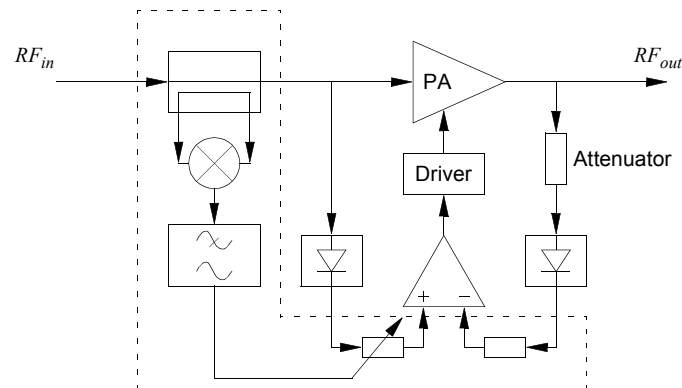 RF_in
RF_out
PA
Attenuator
Driver
+ −